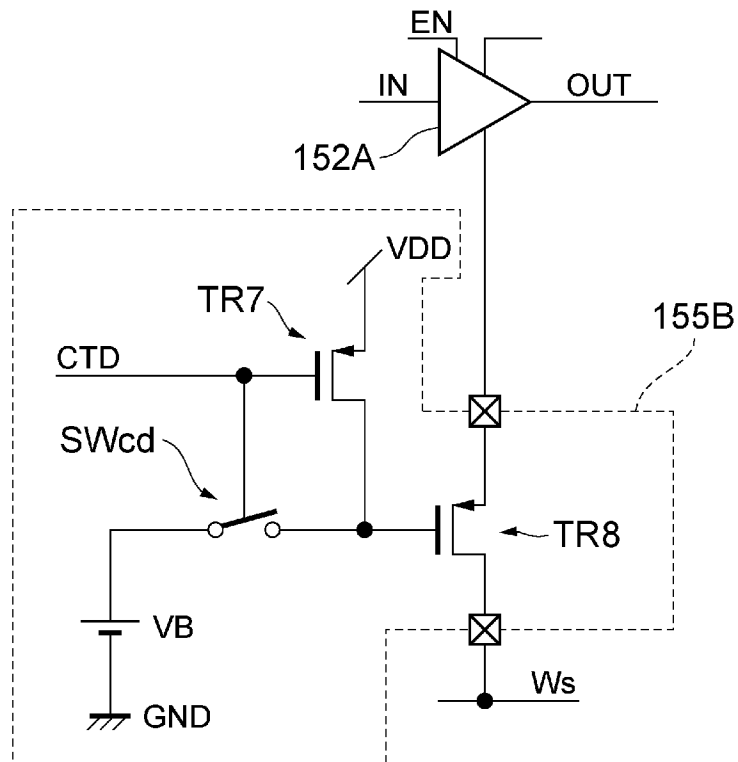 EN
IN
OUT
152A
VDD
TR7
155B
CTD
SWcd
TR8
VB
Ws
GND